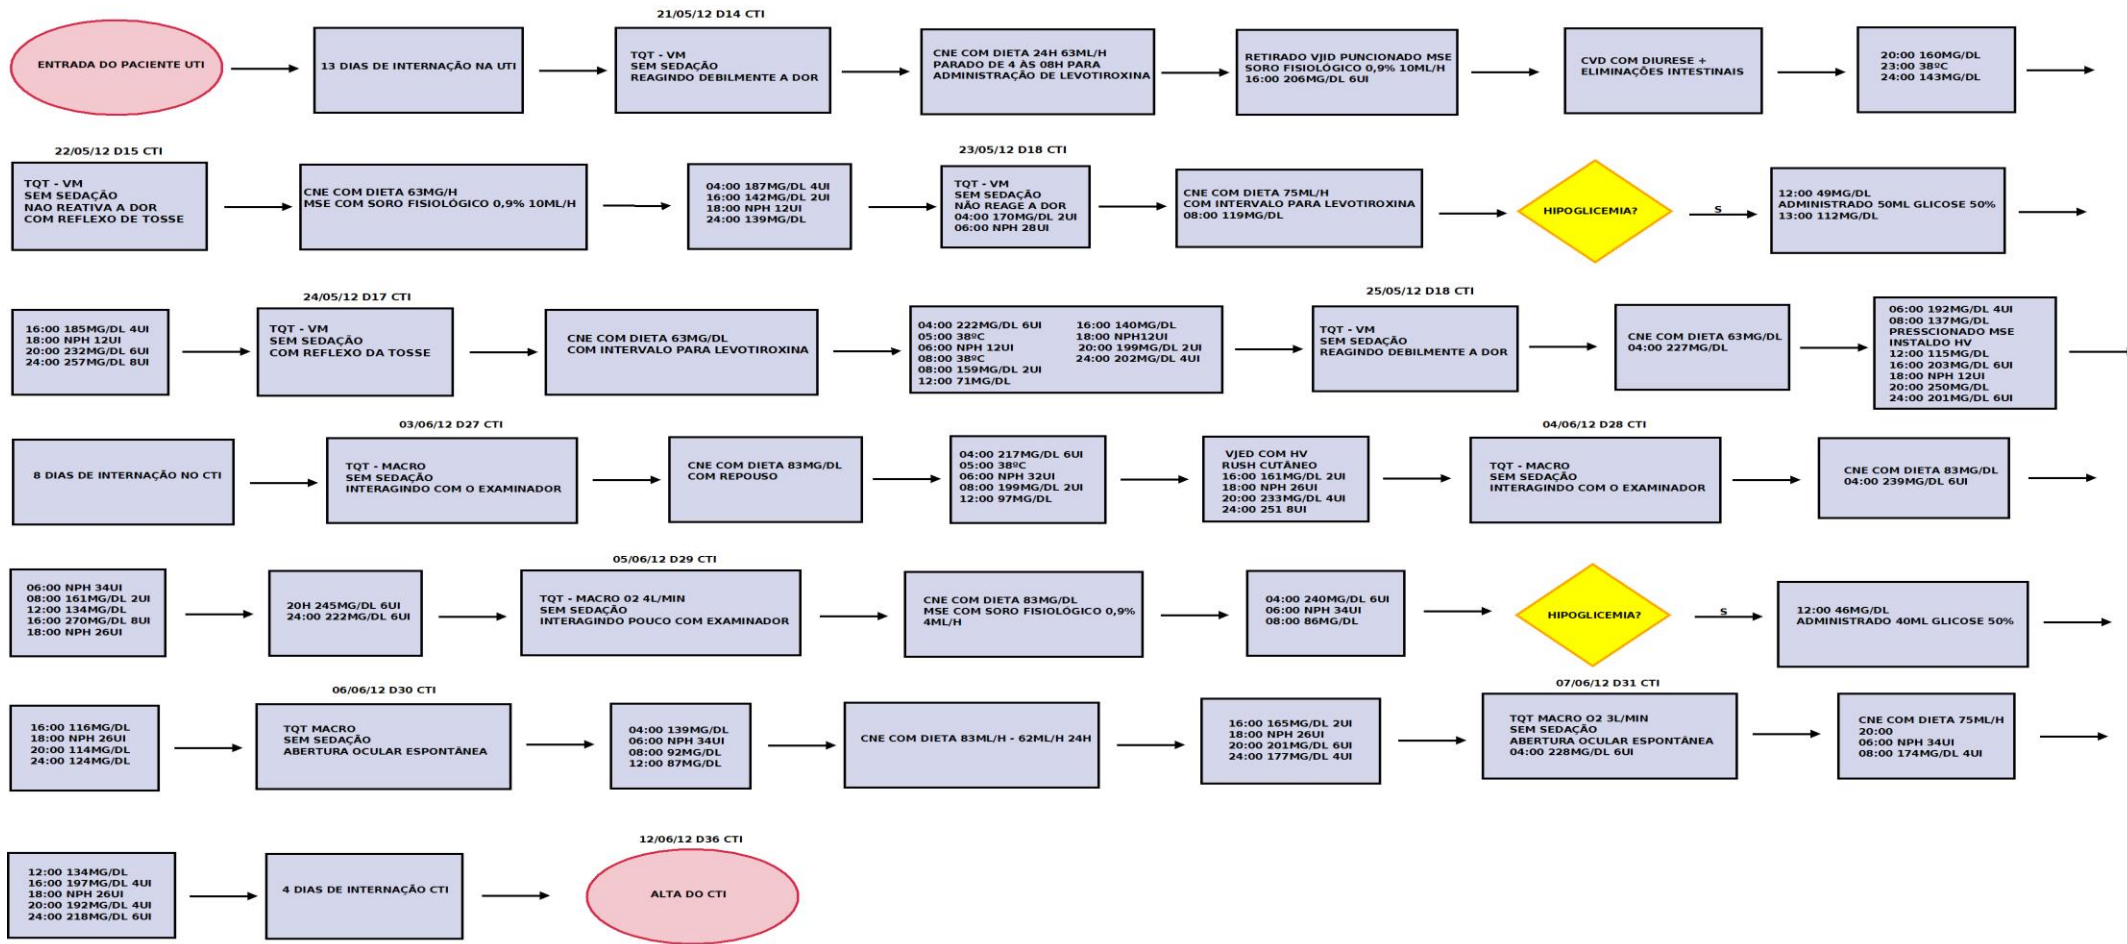 21/05/12 D14 CTI
ENTRADA DO PACIENTE UTI
13 DIAS DE INTERNAÇÃO NA UTI
TQT - VM
SEM SEDAÇÃO
REAGINDO DEBILMENTE A DOR
CNE COM DIETA 24H 63ML/H
PARADO DE 4 ÀS 08H PARA
ADMINISTRAÇÃO DE LEVOTIROXINA
RETIRADO VJID PUNCIONADO MSE
SORO FISIOLÓGICO 0,9% 10ML/H
16:00 206MG/DL 6UI
CVD COM DIURESE +
ELIMINAÇÕES INTESTINAIS
20:00 160MG/DL
23:00 38ºC
24:00 143MG/DL
22/05/12 D15 CTI
TQT - VM
SEM SEDAÇÃO
NAO REATIVA A DOR
COM REFLEXO DE TOSSE
CNE COM DIETA 63MG/H
MSE COM SORO FISIOLÓGICO 0,9% 10ML/H
04:00 187MG/DL 4UI
16:00 142MG/DL 2UI
18:00 NPH 12UI
24:00 139MG/DL
23/05/12 D18 CTI
TQT - VM
SEM SEDAÇÃO
NÃO REAGE A DOR
04:00 170MG/DL 2UI
06:00 NPH 28UI
CNE COM DIETA 75ML/H
COM INTERVALO PARA LEVOTIROXINA
08:00 119MG/DL
HIPOGLICEMIA?
S
12:00 49MG/DL
ADMINISTRADO 50ML GLICOSE 50%
13:00 112MG/DL
16:00 185MG/DL 4UI
18:00 NPH 12UI
20:00 232MG/DL 6UI
24:00 257MG/DL 8UI
24/05/12 D17 CTI
TQT - VM
SEM SEDAÇÃO
COM REFLEXO DA TOSSE
CNE COM DIETA 63MG/DL
COM INTERVALO PARA LEVOTIROXINA
04:00 222MG/DL 6UI
05:00 38ºC
06:00 NPH 12UI
08:00 38ºC
08:00 159MG/DL 2UI
12:00 71MG/DL
16:00 140MG/DL
18:00 NPH12UI
20:00 199MG/DL 2UI
24:00 202MG/DL 4UI
25/05/12 D18 CTI
TQT - VM
SEM SEDAÇÃO
REAGINDO DEBILMENTE A DOR
CNE COM DIETA 63MG/DL
04:00 227MG/DL
06:00 192MG/DL 4UI
08:00 137MG/DL
PRESSCIONADO MSE
INSTALDO HV
12:00 115MG/DL
16:00 203MG/DL 6UI
18:00 NPH 12UI
20:00 250MG/DL
24:00 201MG/DL 6UI
8 DIAS DE INTERNAÇÃO NO CTI
03/06/12 D27 CTI
TQT - MACRO
SEM SEDAÇÃO
INTERAGINDO COM O EXAMINADOR
CNE COM DIETA 83MG/DL
COM REPOUSO
04:00 217MG/DL 6UI
05:00 38ºC
06:00 NPH 32UI
08:00 199MG/DL 2UI
12:00 97MG/DL
VJED COM HV
RUSH CUTÂNEO
16:00 161MG/DL 2UI
18:00 NPH 26UI
20:00 233MG/DL 4UI
24:00 251 8UI
04/06/12 D28 CTI
TQT - MACRO
SEM SEDAÇÃO
INTERAGINDO COM O EXAMINADOR
CNE COM DIETA 83MG/DL
04:00 239MG/DL 6UI
06:00 NPH 34UI
08:00 161MG/DL 2UI
12:00 134MG/DL
16:00 270MG/DL 8UI
18:00 NPH 26UI
20H 245MG/DL 6UI
24:00 222MG/DL 6UI
05/06/12 D29 CTI
TQT - MACRO 02 4L/MIN
SEM SEDAÇÃO
INTERAGINDO POUCO COM EXAMINADOR
CNE COM DIETA 83MG/DL
MSE COM SORO FISIOLÓGICO 0,9%
4ML/H
04:00 240MG/DL 6UI
06:00 NPH 34UI
08:00 86MG/DL
HIPOGLICEMIA?
S
12:00 46MG/DL
ADMINISTRADO 40ML GLICOSE 50%
16:00 116MG/DL
18:00 NPH 26UI
20:00 114MG/DL
24:00 124MG/DL
06/06/12 D30 CTI
TQT MACRO
SEM SEDAÇÃO
ABERTURA OCULAR ESPONTÂNEA
04:00 139MG/DL
06:00 NPH 34UI
08:00 92MG/DL
12:00 87MG/DL
CNE COM DIETA 83ML/H - 62ML/H 24H
16:00 165MG/DL 2UI
18:00 NPH 26UI
20:00 201MG/DL 6UI
24:00 177MG/DL 4UI
07/06/12 D31 CTI
TQT MACRO O2 3L/MIN
SEM SEDAÇÃO
ABERTURA OCULAR ESPONTÂNEA
04:00 228MG/DL 6UI
CNE COM DIETA 75ML/H
20:00
06:00 NPH 34UI
08:00 174MG/DL 4UI
12:00 134MG/DL
16:00 197MG/DL 4UI
18:00 NPH 26UI
20:00 192MG/DL 4UI
24:00 218MG/DL 6UI
4 DIAS DE INTERNAÇÃO CTI
12/06/12 D36 CTI
ALTA DO CTI